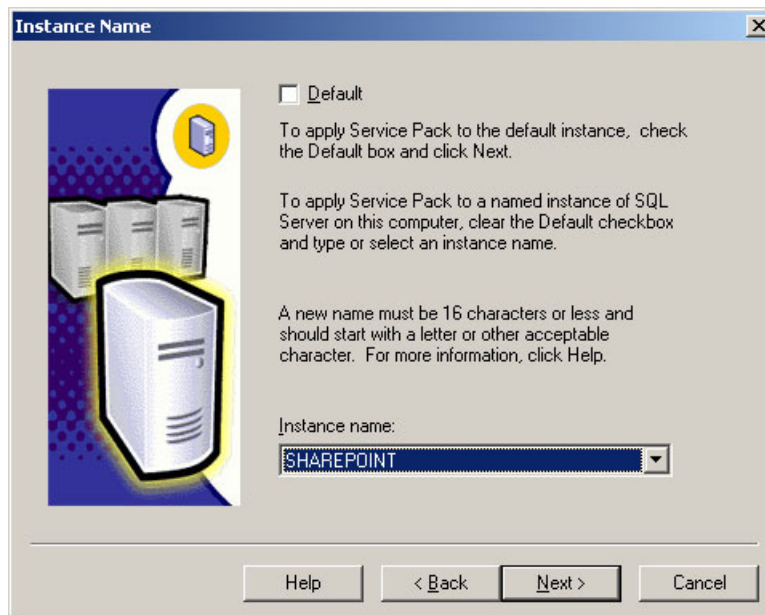 Instance Name
Default
To apply Service Pack to the default instance, check
the Default box and click Next.
To apply Service Pack to a named instance of SQL
Server on this computer, clear the Default checkbox
and type or select an instance name.
A new name must be 16 characters or less and
should start with a letter or other acceptable
character. For more information, click Help.
Instance name:
SHAREPOINT
Help
< Back
Next >
Cancel